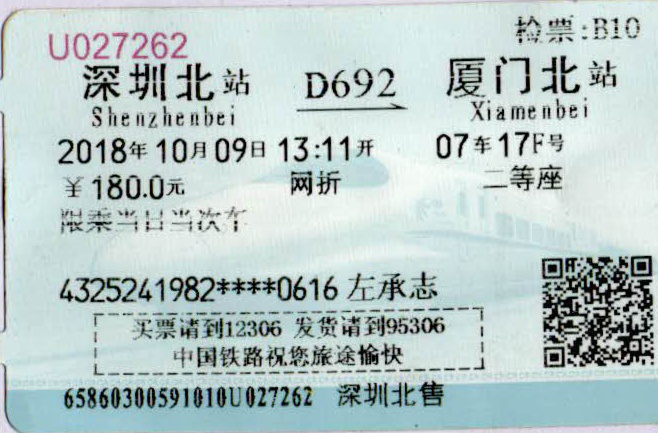 检票:B10
U027262
深圳北站 D692 厦门北站
Shenzhenbei Xiamenbei
2018年10月09日 13:11开 07车17F号
￥180.0元 网折 二等座
限乘当日当次车
4325241982****0616 左承志
买票请到12306 发货请到95306
中国铁路祝您旅途愉快
65860300591010U027262 深圳北售